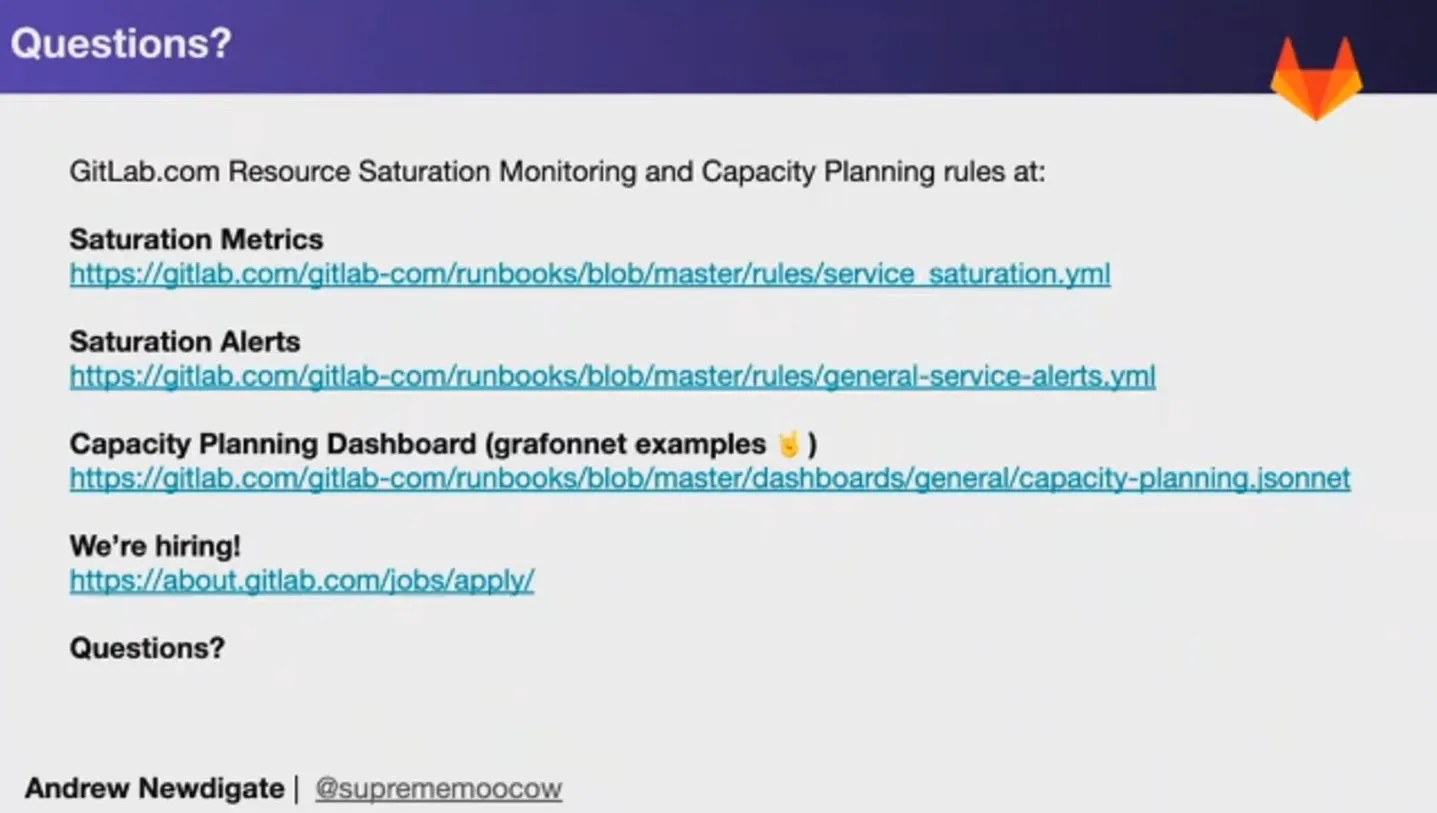 Questions?
GitLab.com Resource Saturation Monitoring and Capacity Planning rules at:
Saturation Metrics
https://gitlab.com/gitlab-com/runbooks/blob/master/rules/service_saturation.yml
Saturation Alerts
https://gitlab.com/gitlab-com/runbooks/blob/master/rules/general-service-alerts.yml
Capacity Planning Dashboard (grafonnet examples 🤘)
https://gitlab.com/gitlab-com/runbooks/blob/master/dashboards/general/capacity-planning.jsonnet
We’re hiring!
https://about.gitlab.com/jobs/apply/
Questions?
Andrew Newdigate | @suprememoocow